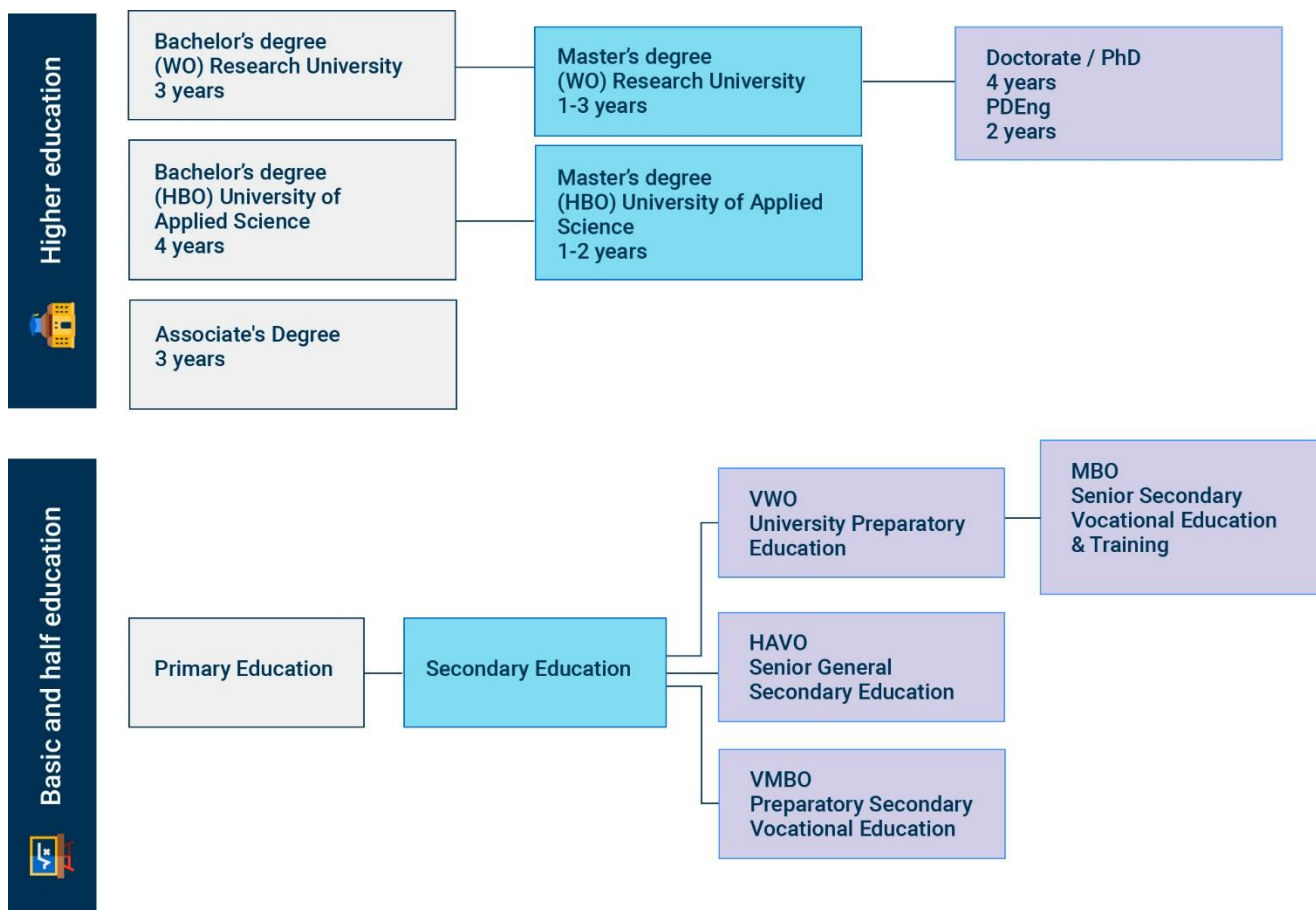 Higher education
Bachelor's degree
(WO) Research University
3 years
Master's degree
(WO) Research University
1-3 years
Doctorate / PhD
4 years
PDEng
2 years
Bachelor's degree
(HBO) University of
Applied Science
4 years
Master's degree
(HBO) University of Applied
Science
1-2 years
Associate's Degree
3 years
Basic and half education
Primary Education
Secondary Education
VWO
University Preparatory
Education
MBO
Senior Secondary
Vocational Education
& Training
HAVO
Senior General
Secondary Education
VMBO
Preparatory Secondary
Vocational Education